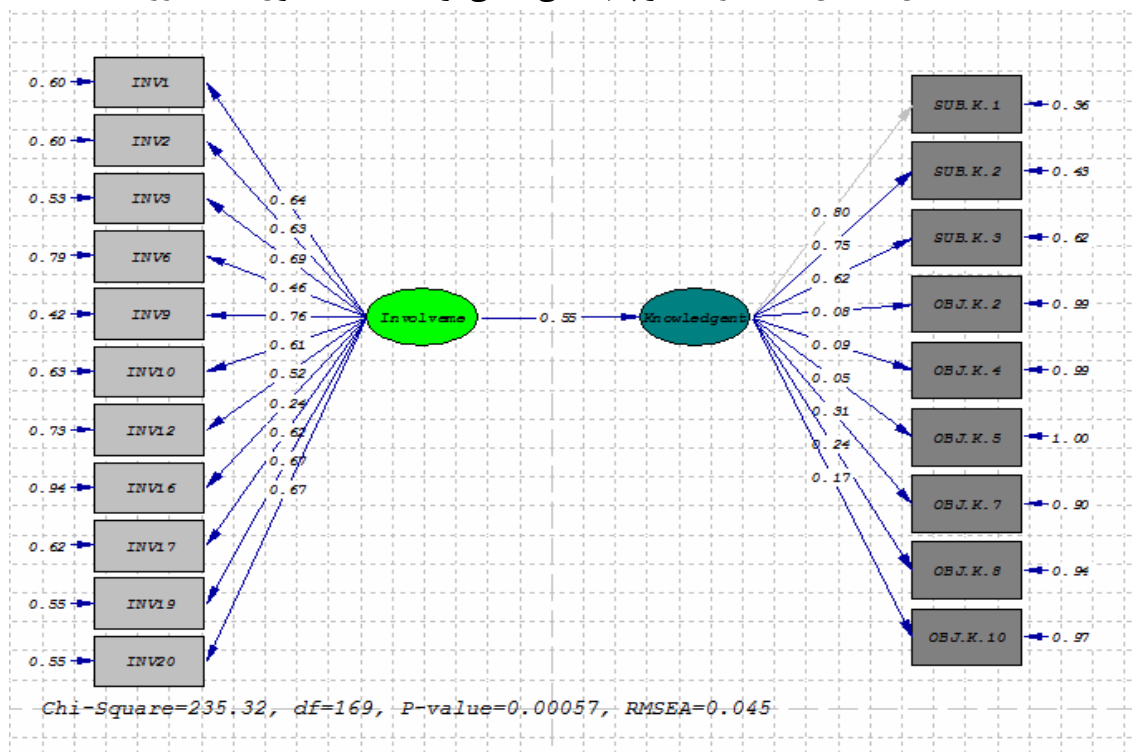 0.60 INV1
0.60 INV2
0.53 INV3
0.79 INV6
0.42 INV9
0.63 INV10
0.73 INV12
0.94 INV16
0.62 INV17
0.55 INV19
0.55 INV20
0.64
0.63
0.69
0.46
0.76
0.61
0.52
0.24
0.62
0.67
0.67
Involveme
0.55
Knowledgent
0.80
0.75
0.62
0.08
0.09
0.05
0.31
0.24
0.17
SUB.K.1 0.36
SUB.K.2 0.43
SUB.K.3 0.62
OBJ.K.2 0.99
OBJ.K.4 0.99
OBJ.K.5 1.00
OBJ.K.7 0.90
OBJ.K.8 0.94
OBJ.K.10 0.97
Chi-Square=235.32, df=169, P-value=0.00057, RMSEA=0.045